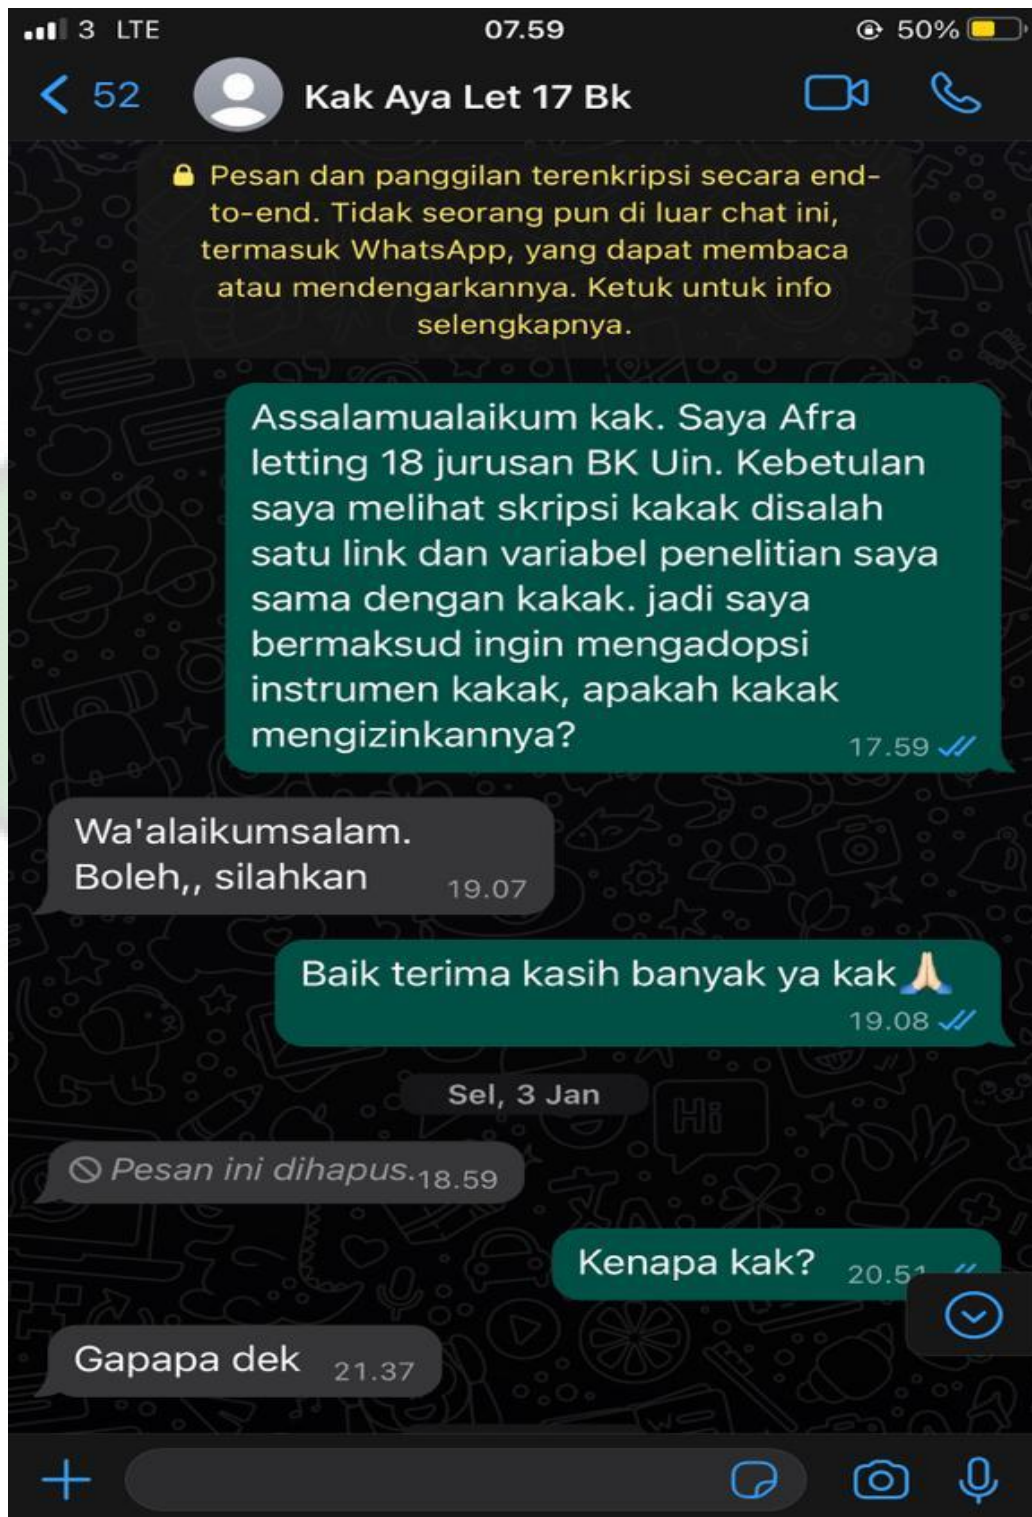 3 LTE 07.59 50%
52 Kak Aya Let 17 Bk
Pesan dan panggilan terenkripsi secara end-
to-end. Tidak seorang pun di luar chat ini,
termasuk WhatsApp, yang dapat membaca
atau mendengarkannya. Ketuk untuk info
selengkapnya.
Assalamualaikum kak. Saya Afra
letting 18 jurusan BK Uin. Kebetulan
saya melihat skripsi kakak disalah
satu link dan variabel penelitian saya
sama dengan kakak. jadi saya
bermaksud ingin mengadopsi
instrumen kakak, apakah kakak
mengizinkannya?
17.59
Wa'alaikumsalam.
Boleh,, silahkan 19.07
Baik terima kasih banyak ya kak🙏🏻
19.08
Sel, 3 Jan
Hi
Pesan ini dihapus. 18.59
Kenapa kak? 20.51
Gapapa dek 21.37